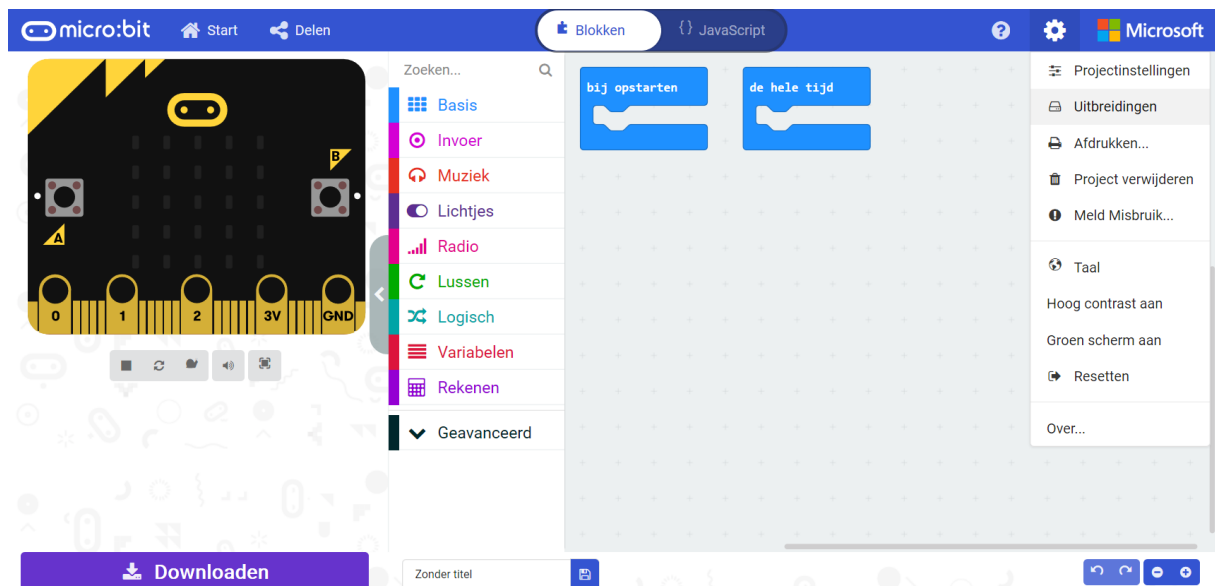 micro:bit Start Delen Blokken {} JavaScript Microsoft
Zoeken...
Basis
Invoer
Muziek
Lichtjes
Radio
Lussen
Logisch
Variabelen
Rekenen
Geavanceerd
bij opstarten
de hele tijd
Projectinstellingen
Uitbreidingen
Afdrukken...
Project verwijderen
Meld Misbruik...
Taal
Hoog contrast aan
Groen scherm aan
Resetten
Over...
B
A
0 1 2 3V GND
Downloaden
Zonder titel